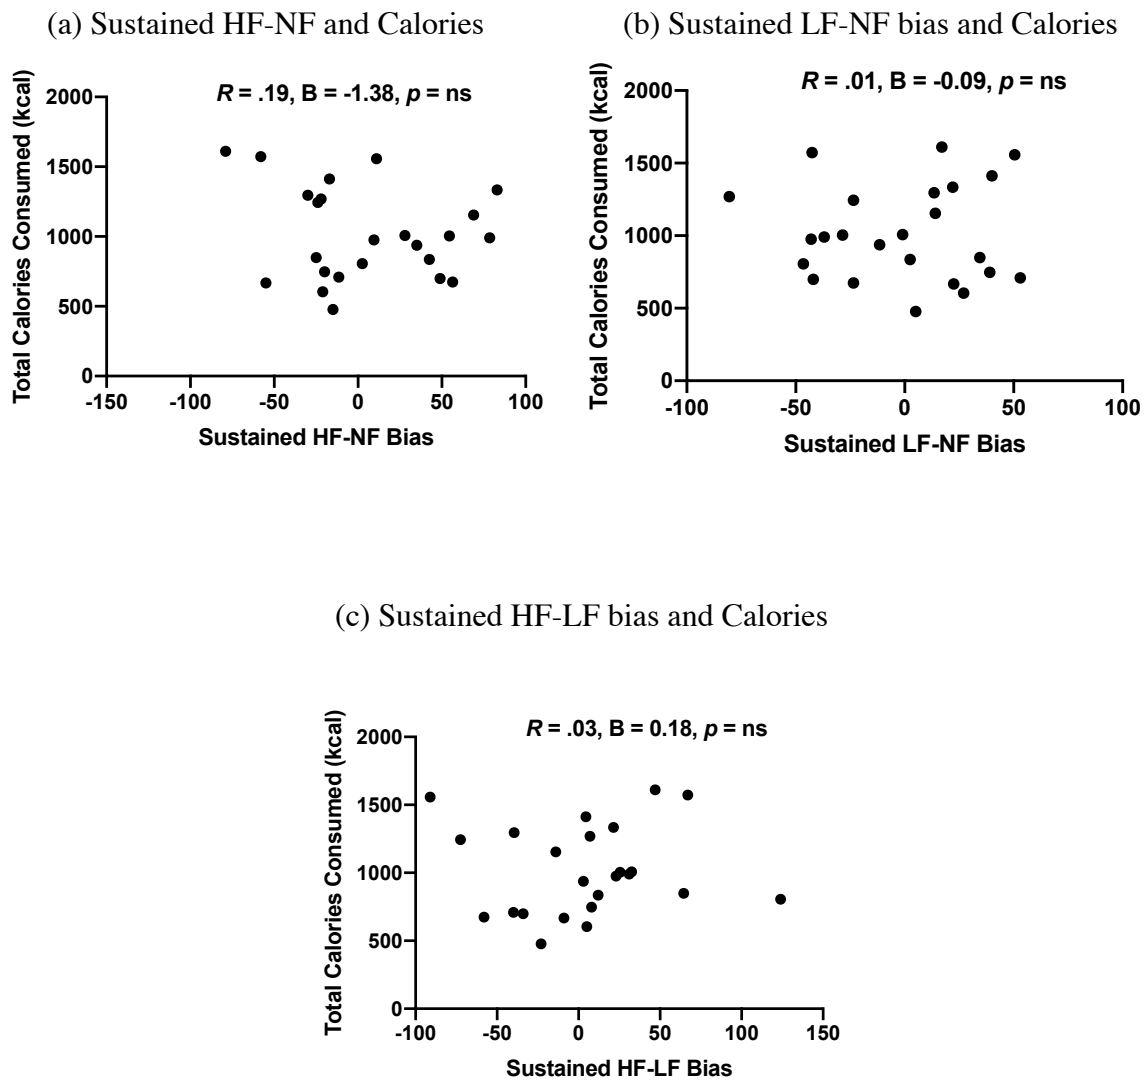 (a) Sustained HF-NF and Calories
R = .19, B = -1.38, p = ns
Total Calories Consumed (kcal)
2000
1500
1000
500
0
-150
-100
-50
0
50
100
Sustained HF-NF Bias
(b) Sustained LF-NF bias and Calories
R = .01, B = -0.09, p = ns
Total Calories Consumed (kcal)
2000
1500
1000
500
0
-100
-50
0
50
100
Sustained LF-NF Bias
(c) Sustained HF-LF bias and Calories
R = .03, B = 0.18, p = ns
Total Calories Consumed (kcal)
2000
1500
1000
500
0
-100
-50
0
50
100
150
Sustained HF-LF Bias